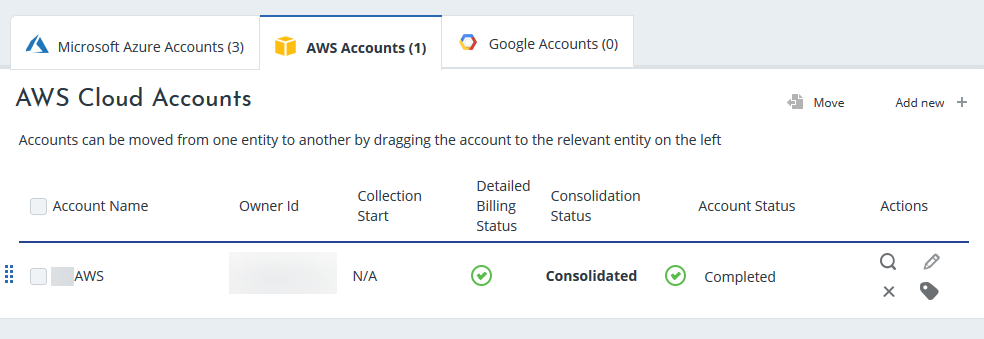 Microsoft Azure Accounts (3)
AWS Accounts (1)
Google Accounts (0)
AWS Cloud Accounts
Move
Add new
Accounts can be moved from one entity to another by dragging the account to the relevant entity on the left
Account Name
Owner Id
Collection
Start
Detailed
Billing
Status
Consolidation
Status
Account Status
Actions
AWS
N/A
Consolidated
Completed